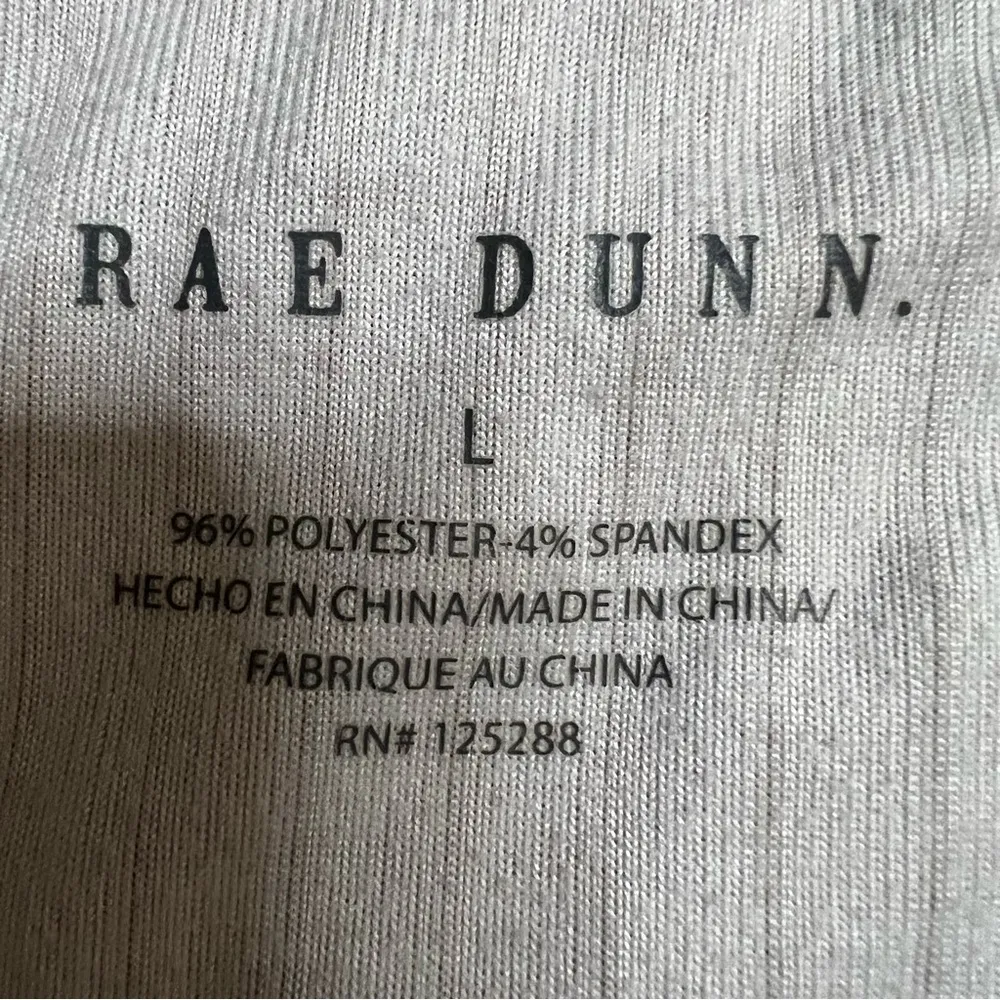 RAE DUNN.
L
96% POLYESTER-4% SPANDEX
HECHO EN CHINA/MADE IN CHINA/
FABRIQUE AU CHINA
RN# 125288